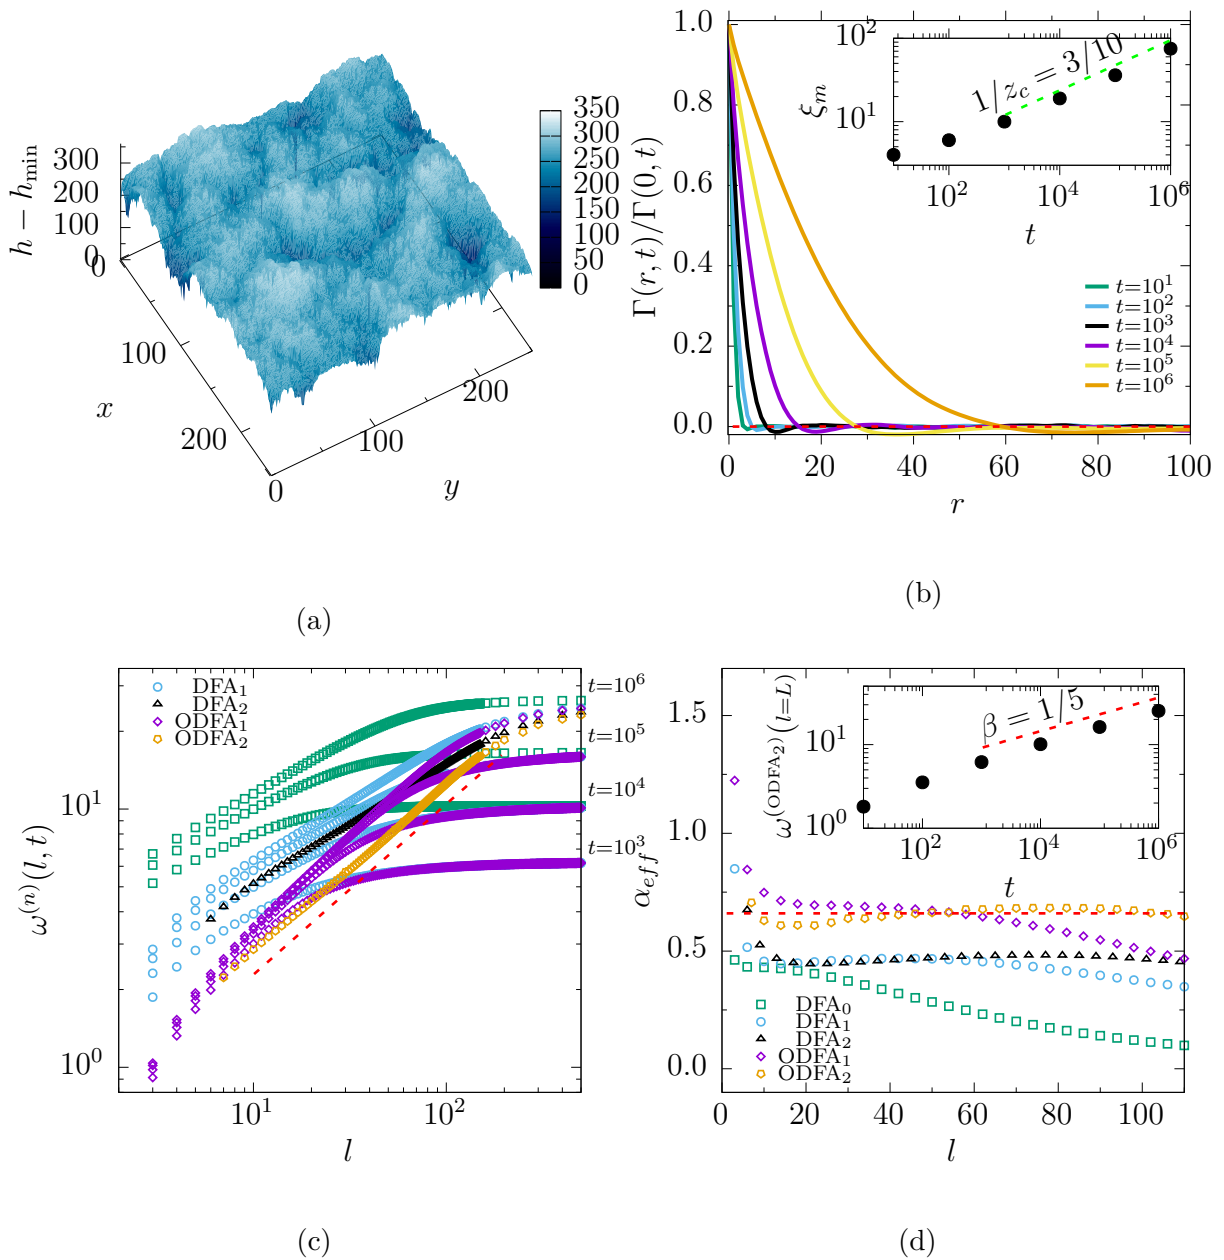 350
300
250
200
150
100
50
0
h − h_min
300
200
100
0
0
100
200
x
0
100
200
y
(a)
1.0
0.8
0.6
0.4
0.2
0.0
Γ(r, t)/Γ(0, t)
0
20
40
60
80
100
r
10^2
10^1
ξ_m
1/z_c = 3/10
10^2
10^4
10^6
t
t=10^1
t=10^2
t=10^3
t=10^4
t=10^5
t=10^6
(b)
DFA_1
DFA_2
ODFA_1
ODFA_2
t=10^6
t=10^5
t=10^4
t=10^3
10^1
10^0
ω^(n)(l, t)
10^1
10^2
l
(c)
1.5
1.0
0.5
0.0
α_eff
0
20
40
60
80
100
l
ω^(ODFA_2)(l=L)
10^1
10^0
β = 1/5
10^2
10^4
10^6
t
DFA_0
DFA_1
DFA_2
ODFA_1
ODFA_2
(d)